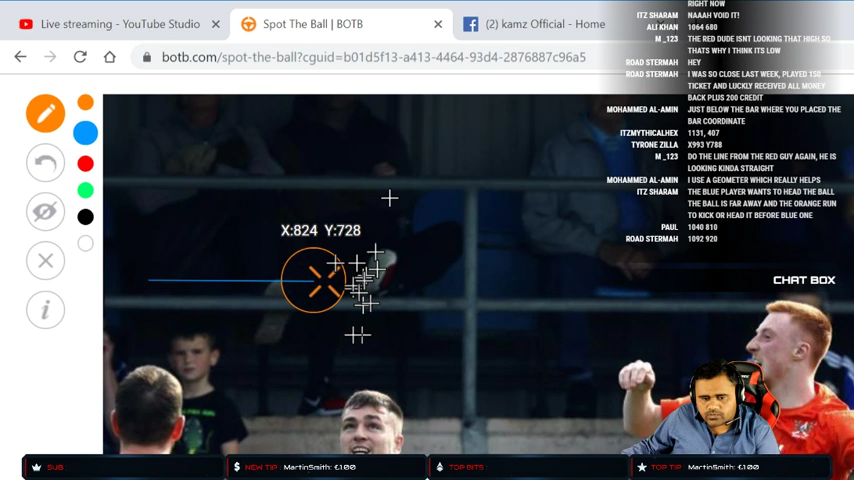 Live streaming - YouTube Studio
Spot The Ball | BOTB
(2) kamz Official - Home
botb.com/spot-the-ball?cguid=b01d5f13-a413-4464-93d4-2876887c96a5
X:824 Y:728
RIGHT NOW
ITZ SHARAM NAAAH VOID IT!
ALI KHAN 1064 680
M_123 THE RED DUDE ISNT LOOKING THAT HIGH SO
THATS WHY I THINK ITS LOW
ROAD STERMAH HEY
ROAD STERMAH I WAS SO CLOSE LAST WEEK, PLAYED 150
TICKET AND LUCKILY RECEIVED ALL MONEY
BACK PLUS 200 CREDIT
MOHAMMED AL-AMIN JUST BELOW THE BAR WHERE YOU PLACED THE
BAR COORDINATE
ITZMYTHICALHEX 1131, 407
TYRONE ZILLA X993 Y788
M_123 DO THE LINE FROM THE RED GUY AGAIN, HE IS
LOOKING KINDA STRAIGHT
MOHAMMED AL-AMIN I USE A GEOMETER WHICH REALLY HELPS
ITZ SHARAM THE BLUE PLAYER WANTS TO HEAD THE BALL
THE BALL IS FAR AWAY AND THE ORANGE RUN
TO KICK OR HEAD IT BEFORE BLUE ONE
PAUL 1040 810
ROAD STERMAH 1092 920
CHAT BOX
SUB
NEW TIP: MartinSmith: £1.00
TOP BITS
TOP TIP MartinSmith: £1.00